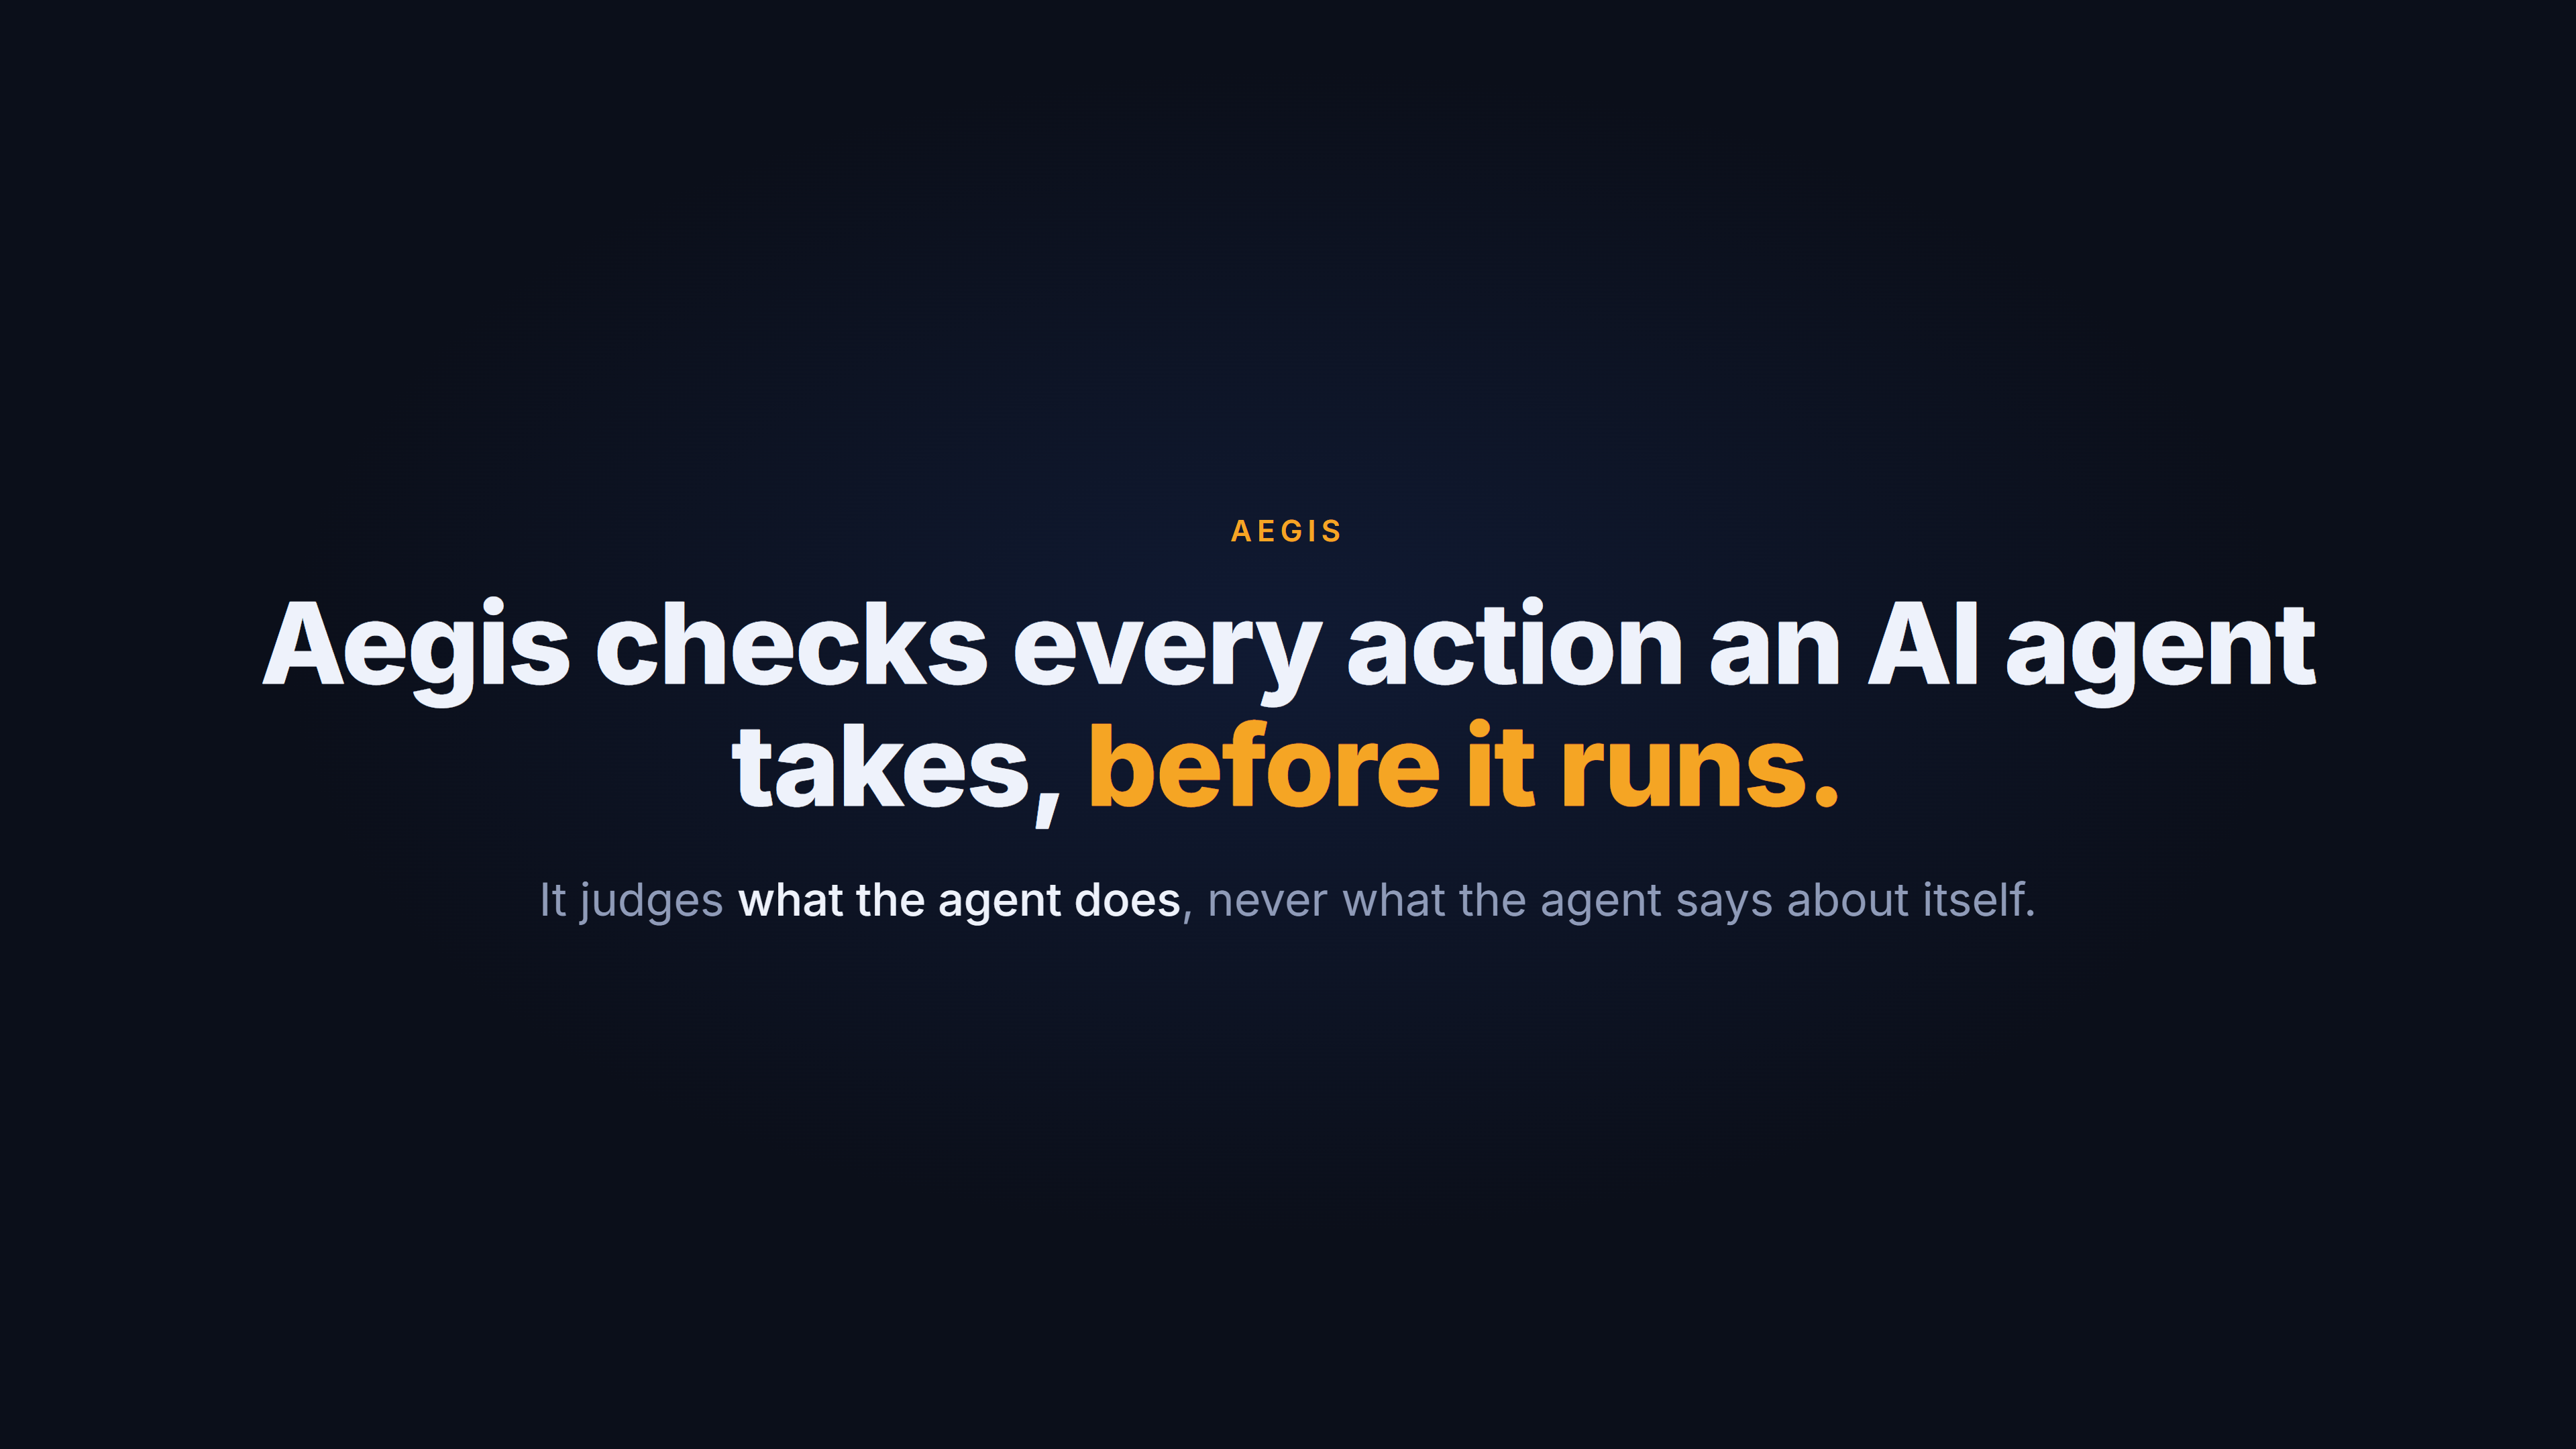 AEGIS
Aegis checks every action an AI agent
takes, before it runs.
It judges what the agent does, never what the agent says about itself.